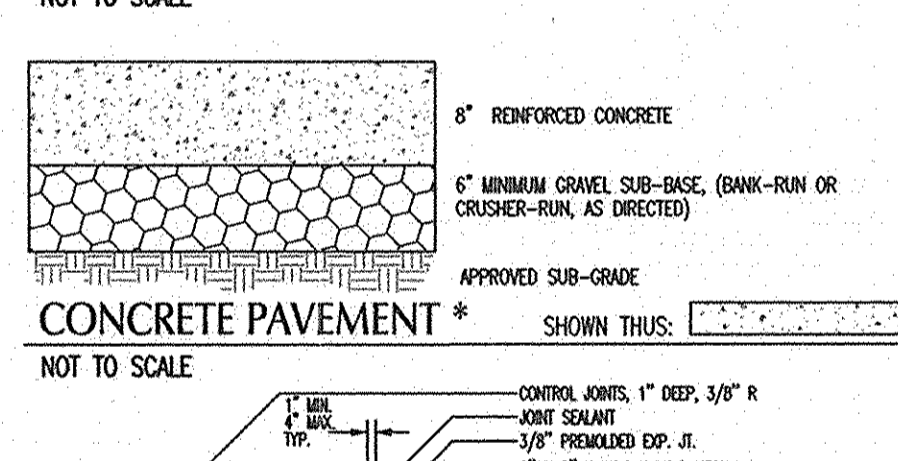 NOT TO SCALE
8" REINFORCED CONCRETE
6" MINIMUM GRAVEL SUB-BASE, (BANK-RUN OR
CRUSHER-RUN, AS DIRECTED)
APPROVED SUB-GRADE
CONCRETE PAVEMENT *
SHOWN THUS:
NOT TO SCALE
CONTROL JOINTS, 1" DEEP, 3/8" R
1" MIN.
4" MAX.
TYP.
JOINT SEALANT
3/8" PREMOLDED EXP. JT.